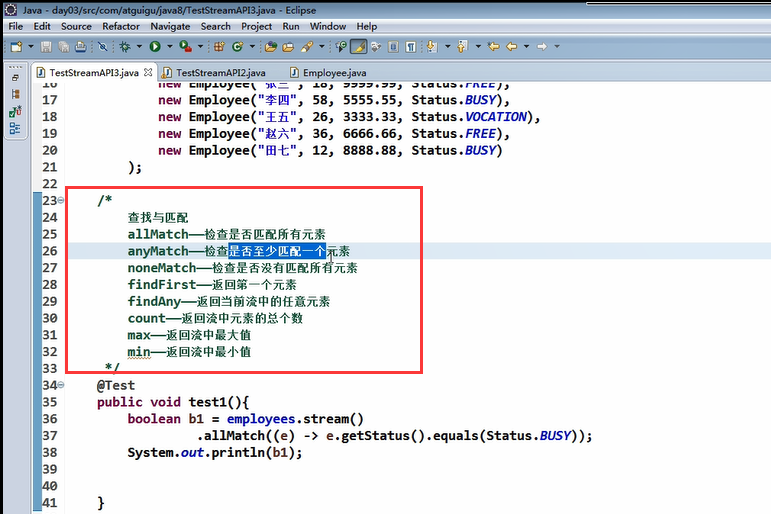 Java - day03/src/com/atguigu/java8/TestStreamAPI3.java - Eclipse
File Edit Source Refactor Navigate Search Project Run Window Help
TestStreamAPI3.java TestStreamAPI2.java Employee.java
16 new Employee("张三", 18, 9999.99, Status.FREE),
17 new Employee("李四", 58, 5555.55, Status.BUSY),
18 new Employee("王五", 26, 3333.33, Status.VOCATION),
19 new Employee("赵六", 36, 6666.66, Status.FREE),
20 new Employee("田七", 12, 8888.88, Status.BUSY)
21 );
22
23 /*
24 查找与匹配
25 allMatch——检查是否匹配所有元素
26 anyMatch——检查是否至少匹配一个元素
27 noneMatch——检查是否没有匹配所有元素
28 findFirst——返回第一个元素
29 findAny——返回当前流中的任意元素
30 count——返回流中元素的总个数
31 max——返回流中最大值
32 min——返回流中最小值
33 */
34 @Test
35 public void test1(){
36 boolean b1 = employees.stream()
37 .allMatch((e) -> e.getStatus().equals(Status.BUSY));
38 System.out.println(b1);
39
40
41 }